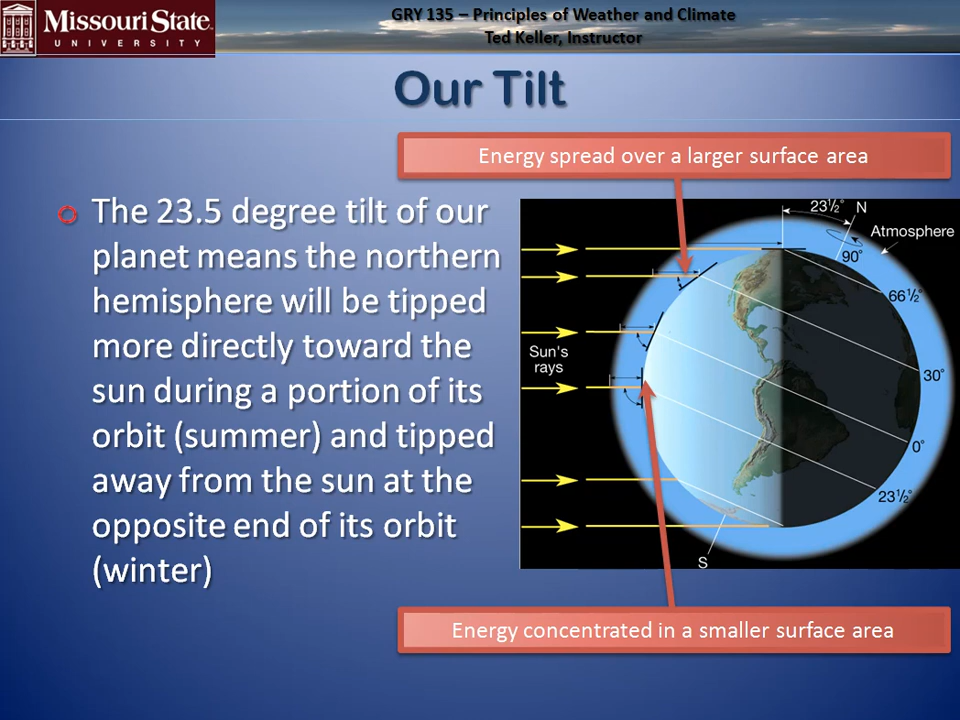 Missouri State
UNIVERSITY
GRY 135 – Principles of Weather and Climate
Ted Keller, Instructor
Our Tilt
Energy spread over a larger surface area
The 23.5 degree tilt of our
planet means the northern
hemisphere will be tipped
more directly toward the
sun during a portion of its
orbit (summer) and tipped
away from the sun at the
opposite end of its orbit
(winter)
23½° N
Atmosphere
90°
66½°
Sun's
rays
30°
0°
23½°
S
Energy concentrated in a smaller surface area